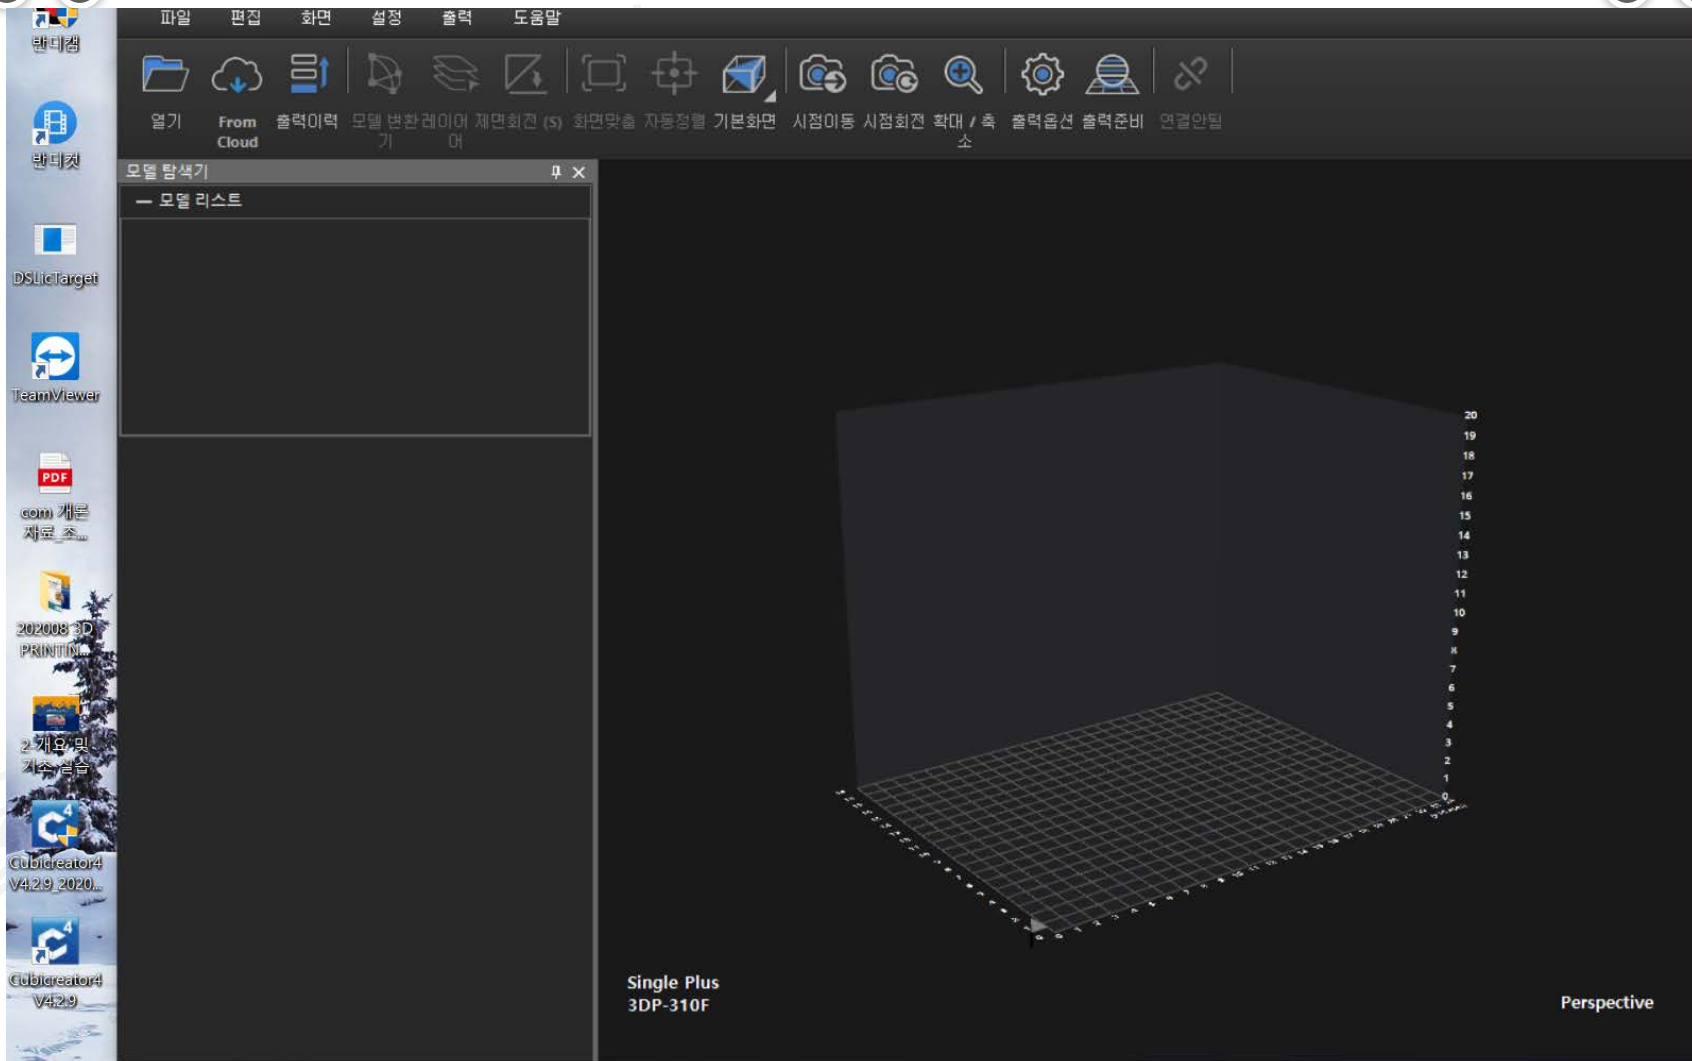 파일 편집 화면 설정 출력 도움말
열기
From
Cloud
출력이력
모델 변환
기
레이어
어
제면회전 (S)
화면맞춤
자동정렬
기본화면
시점이동
시점회전
확대 / 축
소
출력옵션
출력준비
연결안됨
모델 탐색기
모델 리스트
반디캠
반디컷
DSLicTarget
TeamViewer
PDF
com 개론
자료_초...
202008 3D
PRINTIN...
2-개요 및
기초,실습
Cubicreator4
V4.2.9_2020...
Cubicreator4
V4.2.9
20
19
18
17
16
15
14
13
12
11
10
9
8
7
6
5
4
3
2
1
0
Single Plus
3DP-310F
Perspective